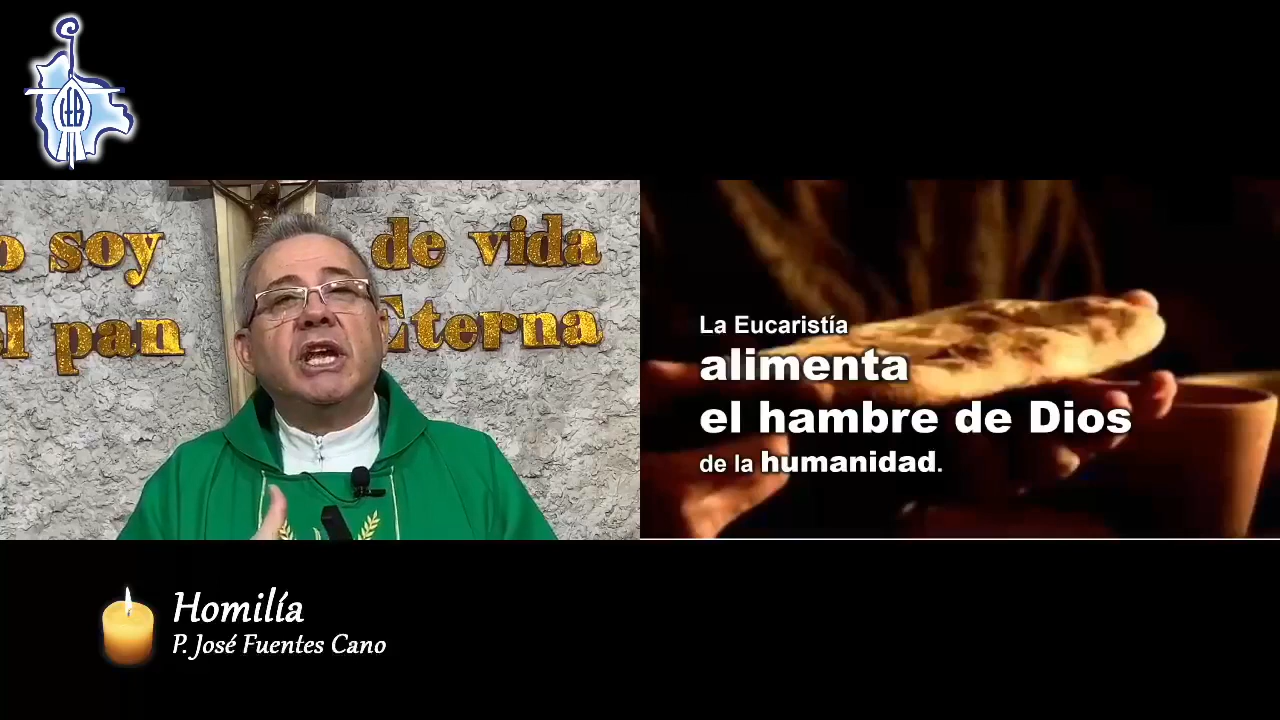 CEB
o soy de vida
l pan Eterna
La Eucaristía
alimenta
el hambre de Dios
de la humanidad.
Homilía
P. José Fuentes Cano